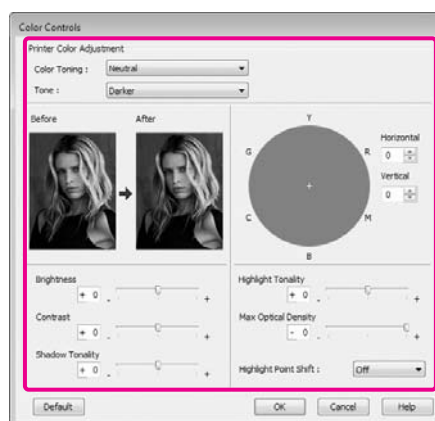 Color Controls
Printer Color Adjustment
Color Toning : Neutral
Tone : Darker
Before After
Y
G R
C M
B
Horizontal
0
Vertical
0
Brightness
+ 0 - +
Contrast
+ 0 - +
Shadow Tonality
+ 0 - +
Highlight Tonality
+ 0 - +
Max Optical Density
- 0 - +
Highlight Point Shift : Off
Default OK Cancel Help